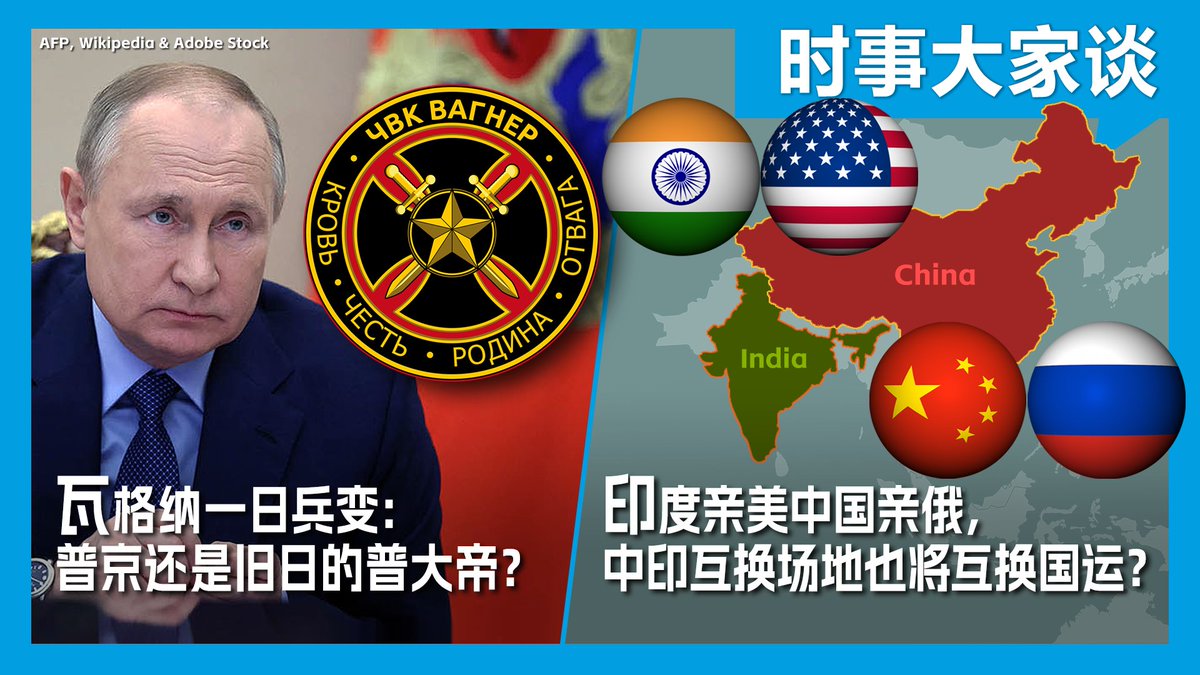 AFP, Wikipedia & Adobe Stock
时事大家谈
ЧВК ВАГНЕР
КРОВЬ · ЧЕСТЬ · РОДИНА · ОТВАГА
China
India
瓦格纳一日兵变：
普京还是旧日的普大帝？
印度亲美中国亲俄，
中印互换场地也将互换国运？